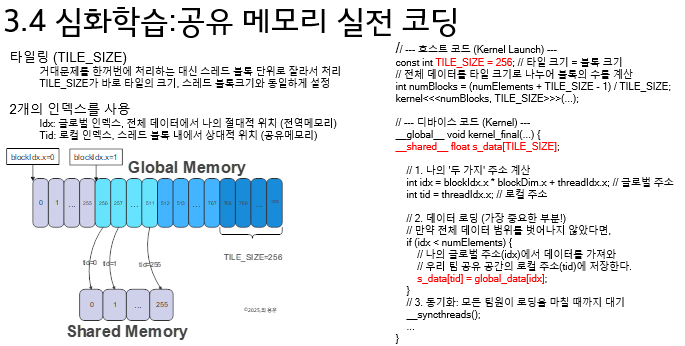 3.4 심화학습:공유 메모리 실전 코딩
타일링 (TILE_SIZE)
거대문제를 한꺼번에 처리하는 대신 스레드 블록 단위로 잘라서 처리
TILE_SIZE가 바로 타일의 크기, 스레드 블록크기와 동일하게 설정
2개의 인덱스를 사용
Idx: 글로벌 인덱스, 전체 데이터에서 나의 절대적 위치 (전역메모리)
Tid: 로컬 인덱스, 스레드 블록 내에서 상대적 위치 (공유메모리)
blockIdx.x=0
blockIdx.x=1
Global Memory
0 1 ... 255 256 257 ... 511 512 513 ... 767 768 769 ...
tid=0 tid=1 tid=255
TILE_SIZE=256
0 1 ... 255
Shared Memory
©2025,최 용운
// --- 호스트 코드 (Kernel Launch) ---
const int TILE_SIZE = 256; // 타일 크기 = 블록 크기
// 전체 데이터를 타일 크기로 나누어 블록의 수를 계산
int numBlocks = (numElements + TILE_SIZE - 1) / TILE_SIZE;
kernel<<<numBlocks, TILE_SIZE>>>(...);
// --- 디바이스 코드 (Kernel) ---
__global__ void kernel_final(...) {
__shared__ float s_data[TILE_SIZE];
// 1. 나의 '두 가지' 주소 계산
int idx = blockIdx.x * blockDim.x + threadIdx.x; // 글로벌 주소
int tid = threadIdx.x; // 로컬 주소
// 2. 데이터 로딩 (가장 중요한 부분!)
// 만약 전체 데이터 범위를 벗어나지 않았다면,
if (idx < numElements) {
// 나의 글로벌 주소(idx)에서 데이터를 가져와
// 우리 팀 공유 공간의 로컬 주소(tid)에 저장한다.
s_data[tid] = global_data[idx];
}
// 3. 동기화: 모든 팀원이 로딩을 마칠 때까지 대기
__syncthreads();
...
}